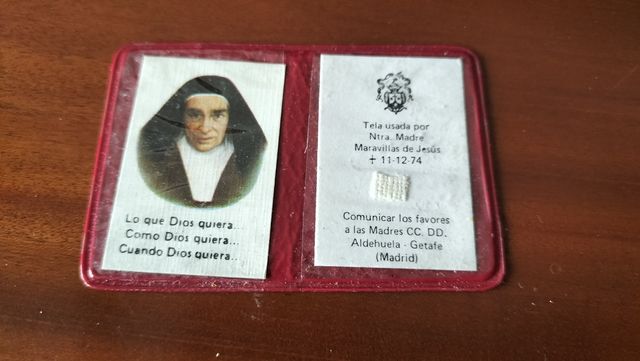 Lo que Dios quiera...
Como Dios quiera...
Cuando Dios quiera...
Tela usada por
Ntra. Madre
Maravillas de Jesús
✝ 11-12-74
Comunicar los favores
a las Madres CC. DD.
Aldehuela - Getafe
(Madrid)